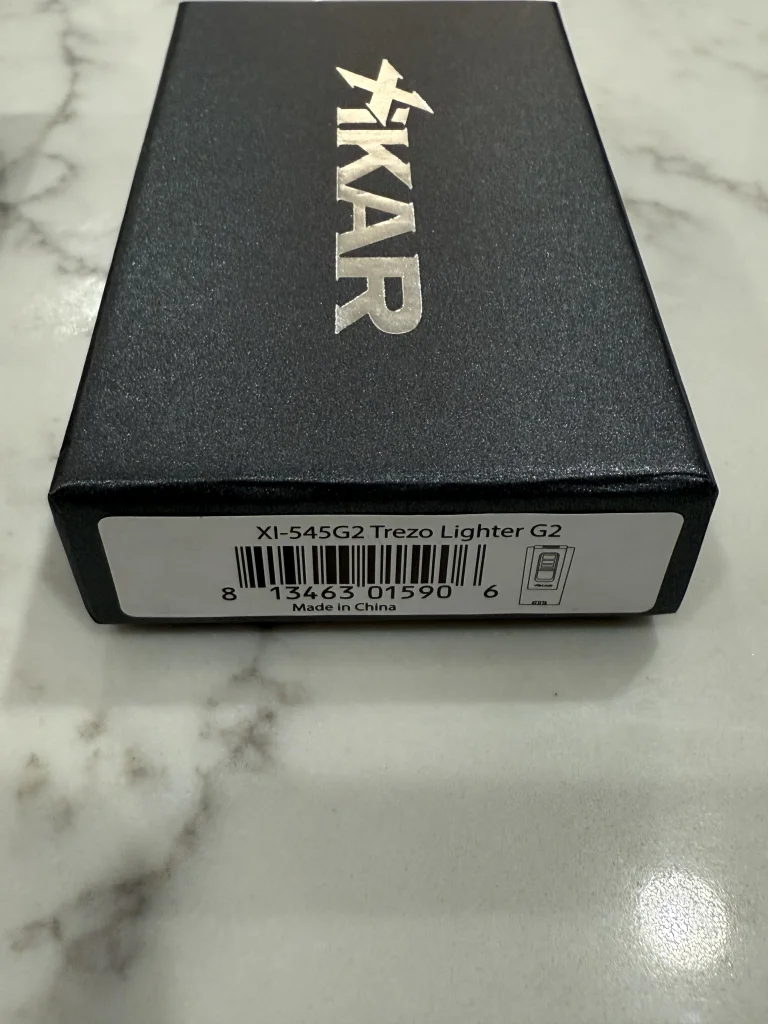 XIKAR
XI-545G2 Trezo Lighter G2
8 13463 01590 6
Made in China